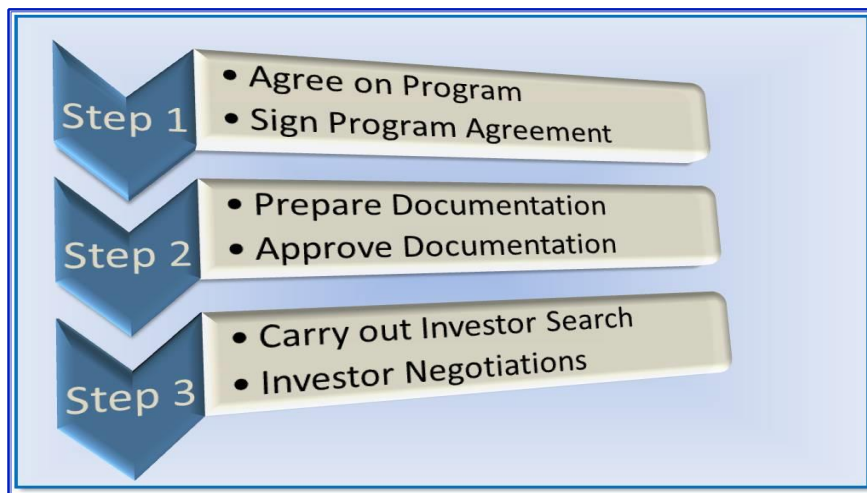 Step 1
• Agree on Program
• Sign Program Agreement
Step 2
• Prepare Documentation
• Approve Documentation
Step 3
• Carry out Investor Search
• Investor Negotiations